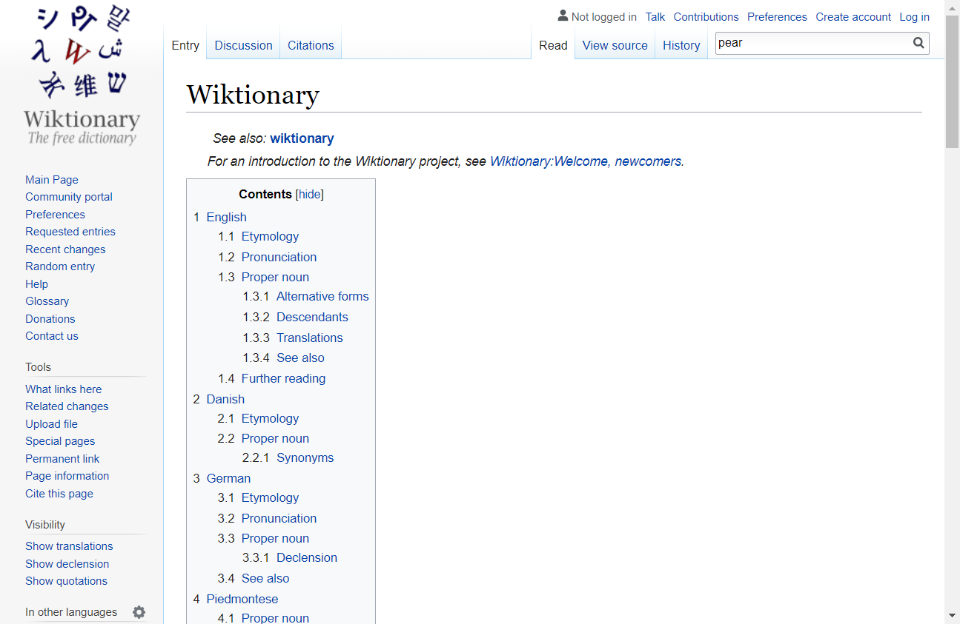 シ Wiktionary
The free dictionary
Not logged in Talk Contributions Preferences Create account Log in
Entry Discussion Citations Read View source History pear
Wiktionary
See also: wiktionary
For an introduction to the Wiktionary project, see Wiktionary:Welcome, newcomers.
Contents [hide]
1 English
1.1 Etymology
1.2 Pronunciation
1.3 Proper noun
1.3.1 Alternative forms
1.3.2 Descendants
1.3.3 Translations
1.3.4 See also
1.4 Further reading
2 Danish
2.1 Etymology
2.2 Proper noun
2.2.1 Synonyms
3 German
3.1 Etymology
3.2 Pronunciation
3.3 Proper noun
3.3.1 Declension
3.4 See also
4 Piedmontese
4.1 Proper noun
Main Page
Community portal
Preferences
Requested entries
Recent changes
Random entry
Help
Glossary
Donations
Contact us
Tools
What links here
Related changes
Upload file
Special pages
Permanent link
Page information
Cite this page
Visibility
Show translations
Show declension
Show quotations
In other languages